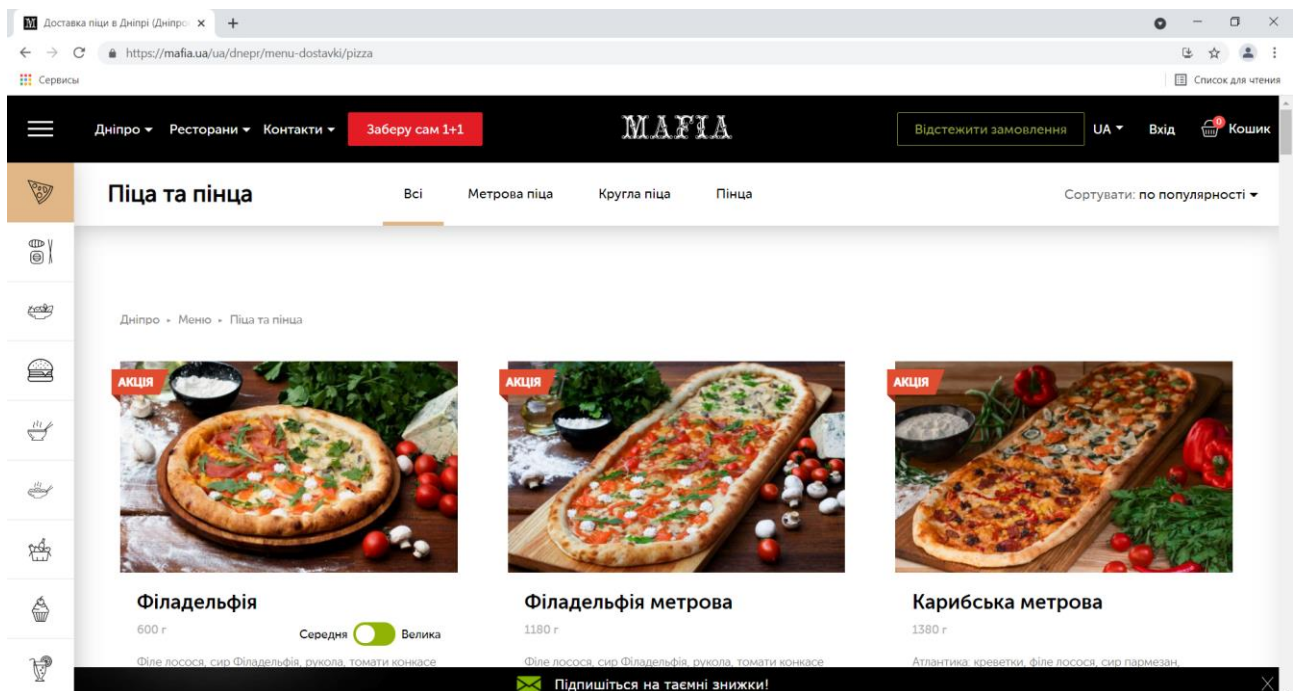 Доставка піци в Дніпрі (Дніпро
https://mafia.ua/ua/dnepr/menu-dostavki/pizza
Сервисы
Список для чтения
Дніпро Ресторани Контакти Заберу сам 1+1 MAFIA Відстежити замовлення UA Вхід 0 Кошик
Піца та пінца Всі Метрова піца Кругла піца Пінца Сортувати: по популярності
Дніпро • Меню • Піца та пінца
АКЦІЯ АКЦІЯ АКЦІЯ
Філадельфія Філадельфія метрова Карибська метрова
600 г Середня Велика 1180 г 1380 г
Філе лосося, сир Філадельфія, рукола, томати конкасе Філе лосося, сир Філадельфія, рукола, томати конкасе Атлантика: креветки, філе лосося, сир пармезан,
Підпишіться на таємні знижки!